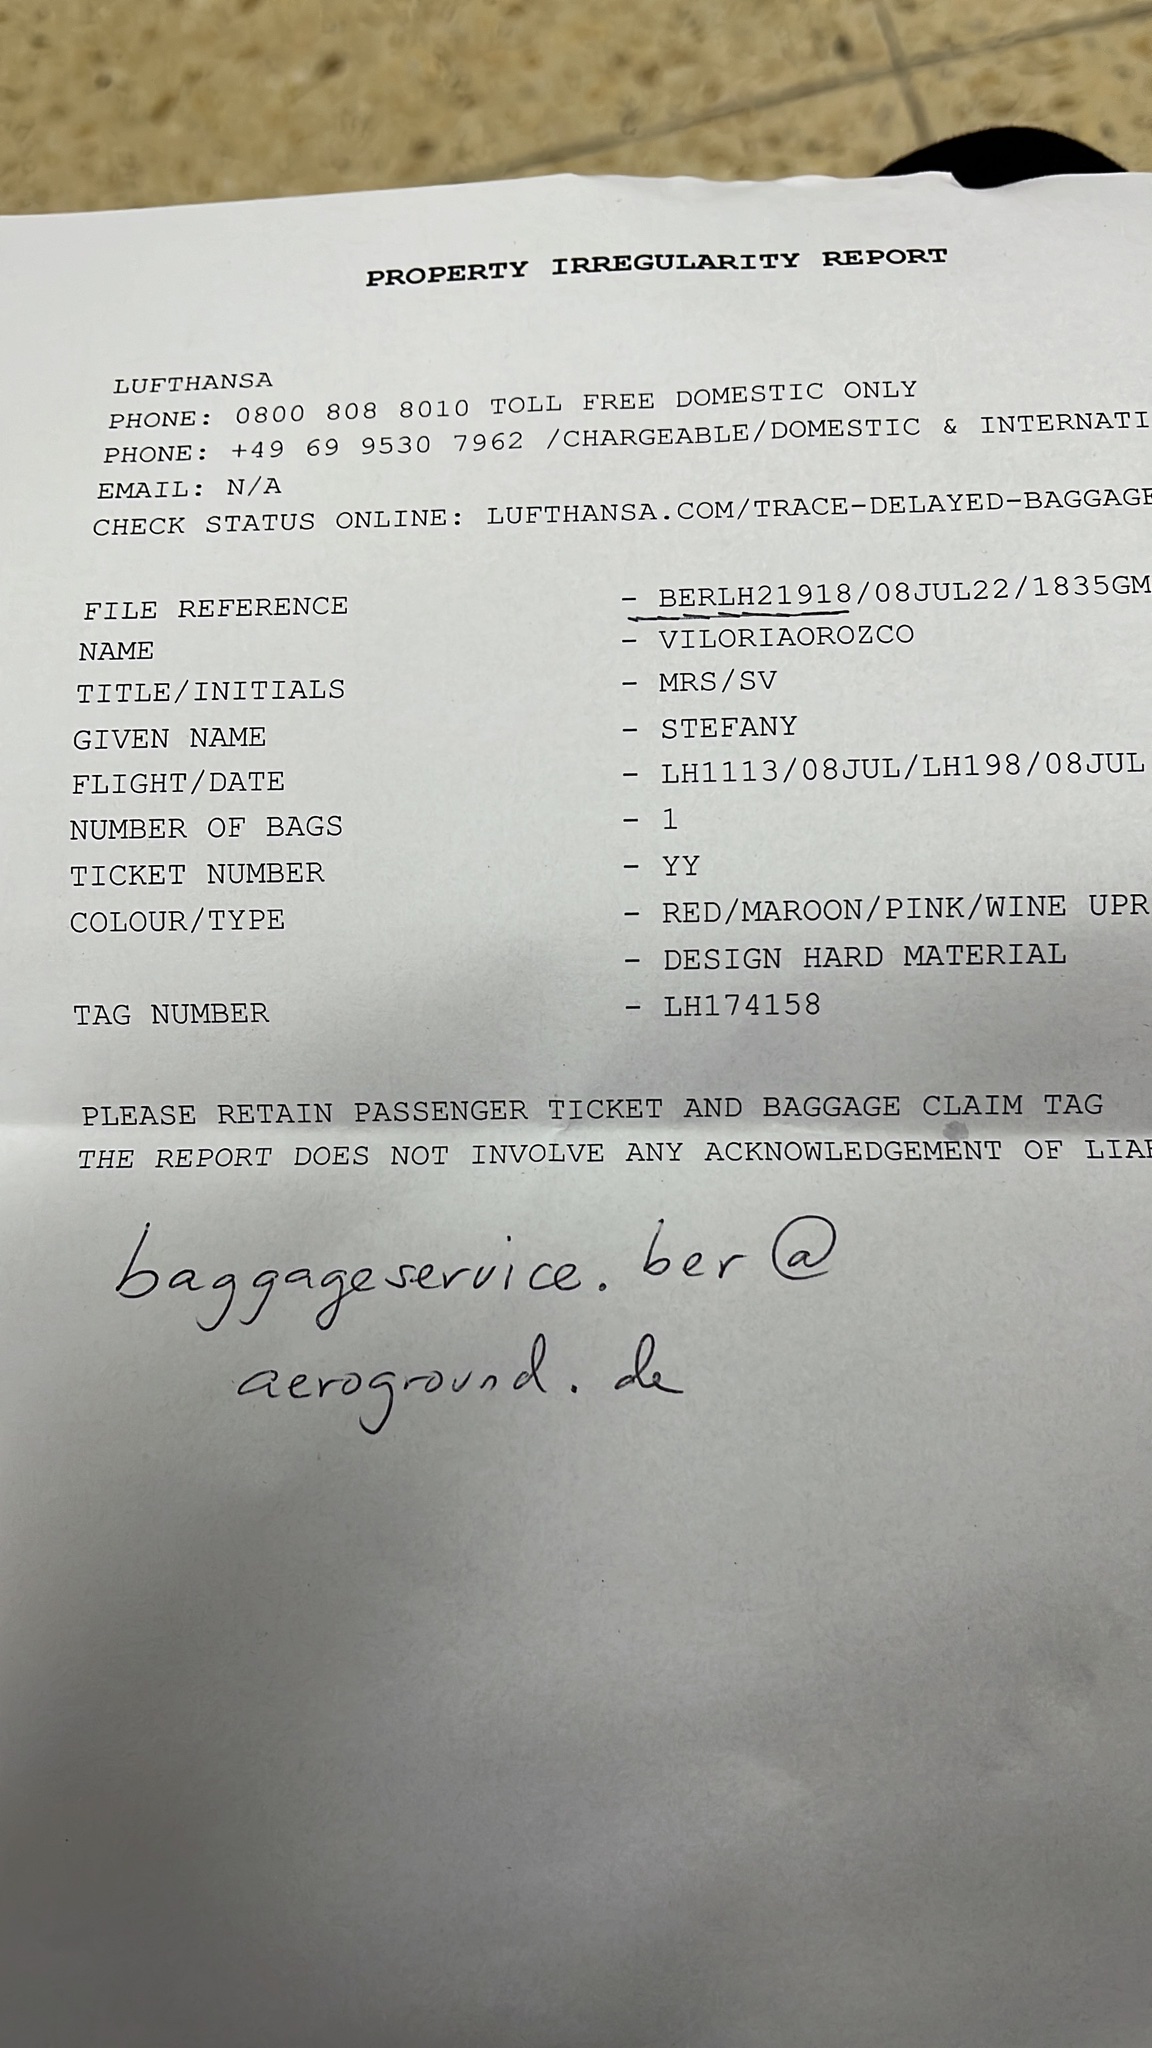 PROPERTY IRREGULARITY REPORT
LUFTHANSA
PHONE: 0800 808 8010 TOLL FREE DOMESTIC ONLY
PHONE: +49 69 9530 7962 /CHARGEABLE/DOMESTIC & INTERNATI
EMAIL: N/A
CHECK STATUS ONLINE: LUFTHANSA.COM/TRACE-DELAYED-BAGGAGE
FILE REFERENCE - BERLH21918/08JUL22/1835GM
NAME - VILORIAOROZCO
TITLE/INITIALS - MRS/SV
GIVEN NAME - STEFANY
FLIGHT/DATE - LH1113/08JUL/LH198/08JUL
NUMBER OF BAGS - 1
TICKET NUMBER - YY
COLOUR/TYPE - RED/MAROON/PINK/WINE UPR
- DESIGN HARD MATERIAL
TAG NUMBER - LH174158
PLEASE RETAIN PASSENGER TICKET AND BAGGAGE CLAIM TAG
THE REPORT DOES NOT INVOLVE ANY ACKNOWLEDGEMENT OF LIAB
baggageservice.ber@
aeroground.de